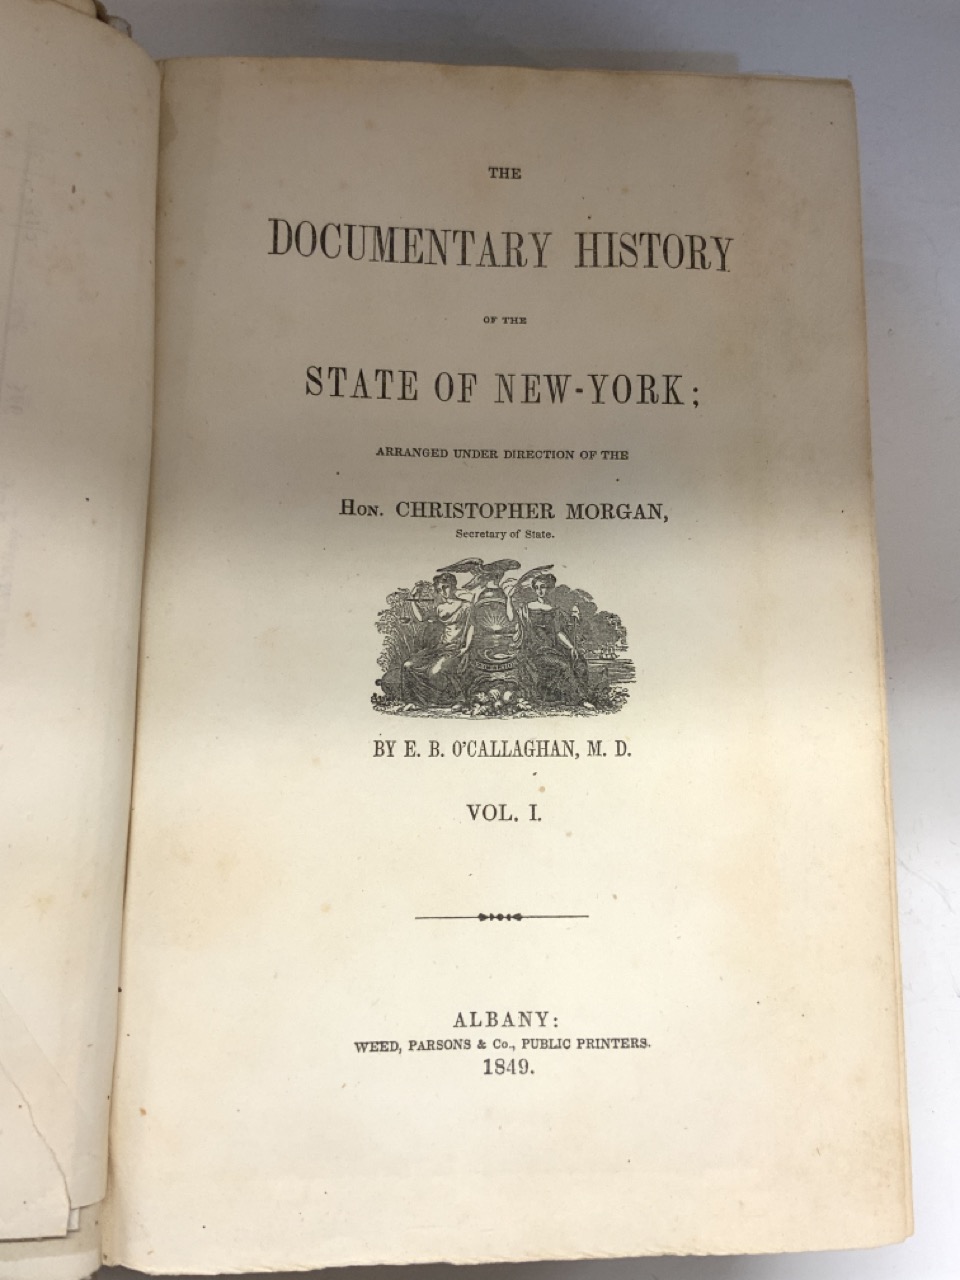 THE
DOCUMENTARY HISTORY
OF THE
STATE OF NEW-YORK;
ARRANGED UNDER DIRECTION OF THE
HON. CHRISTOPHER MORGAN,
Secretary of State.
EXCELSIOR
BY E. B. O'CALLAGHAN, M. D.
VOL. I.
ALBANY:
WEED, PARSONS & Co., PUBLIC PRINTERS.
1849.